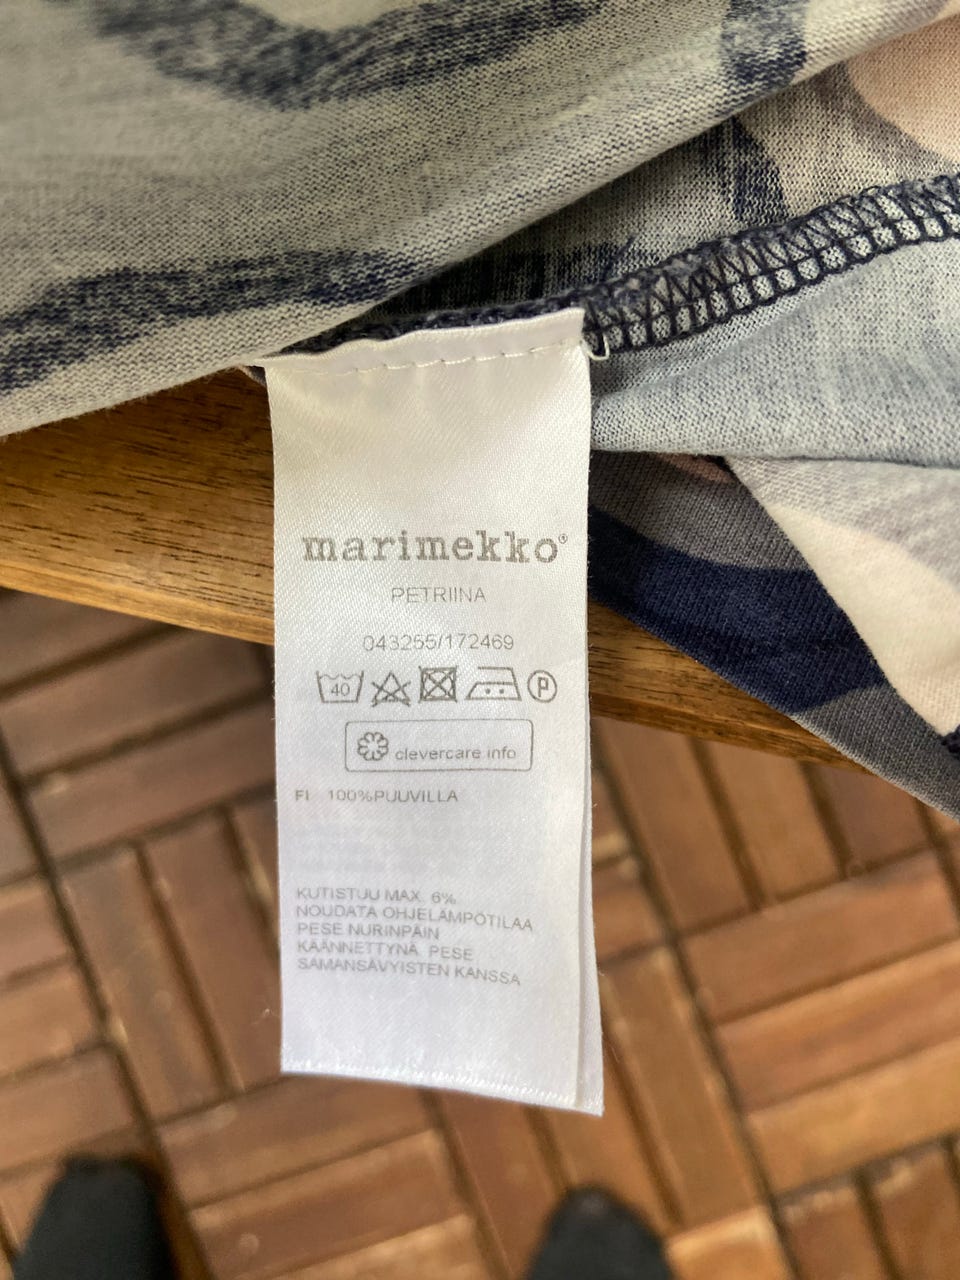 marimekko®
PETRIINA
043255/172469
40 P
clevercare.info
FI 100%PUUVILLA
KUTISTUU MAX. 6%.
NOUDATA OHJELÄMPÖTILAA
PESE NURINPÄIN
KÄÄNNETTYNÄ. PESE
SAMANSÄVYISTEN KANSSA